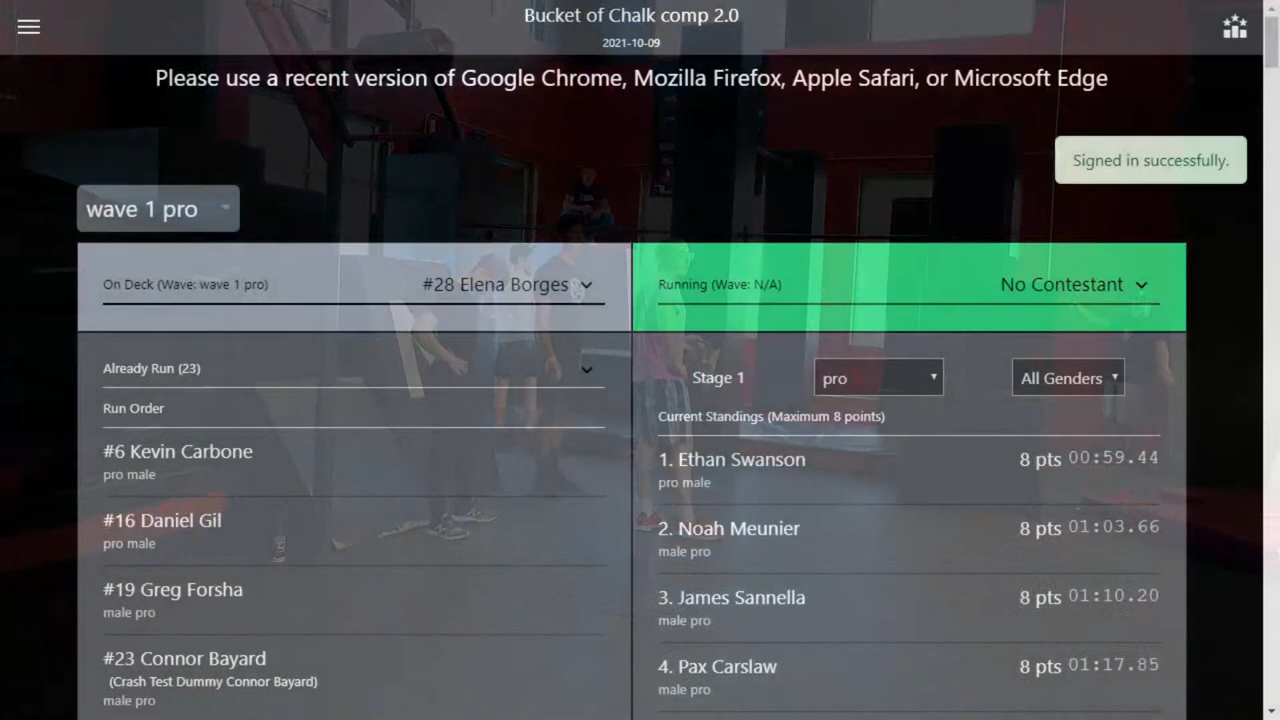 Bucket of Chalk comp 2.0
2021-10-09
Please use a recent version of Google Chrome, Mozilla Firefox, Apple Safari, or Microsoft Edge
Signed in successfully.
wave 1 pro
On Deck (Wave: wave 1 pro) #28 Elena Borges
Already Run (23)
Run Order
#6 Kevin Carbone
pro male
#16 Daniel Gil
pro male
#19 Greg Forsha
male pro
#23 Connor Bayard
(Crash Test Dummy Connor Bayard)
male pro
Running (Wave: N/A) No Contestant
Stage 1 pro All Genders
Current Standings (Maximum 8 points)
1. Ethan Swanson 8 pts 00:59.44
pro male
2. Noah Meunier 8 pts 01:03.66
male pro
3. James Sannella 8 pts 01:10.20
male pro
4. Pax Carslaw 8 pts 01:17.85
male pro